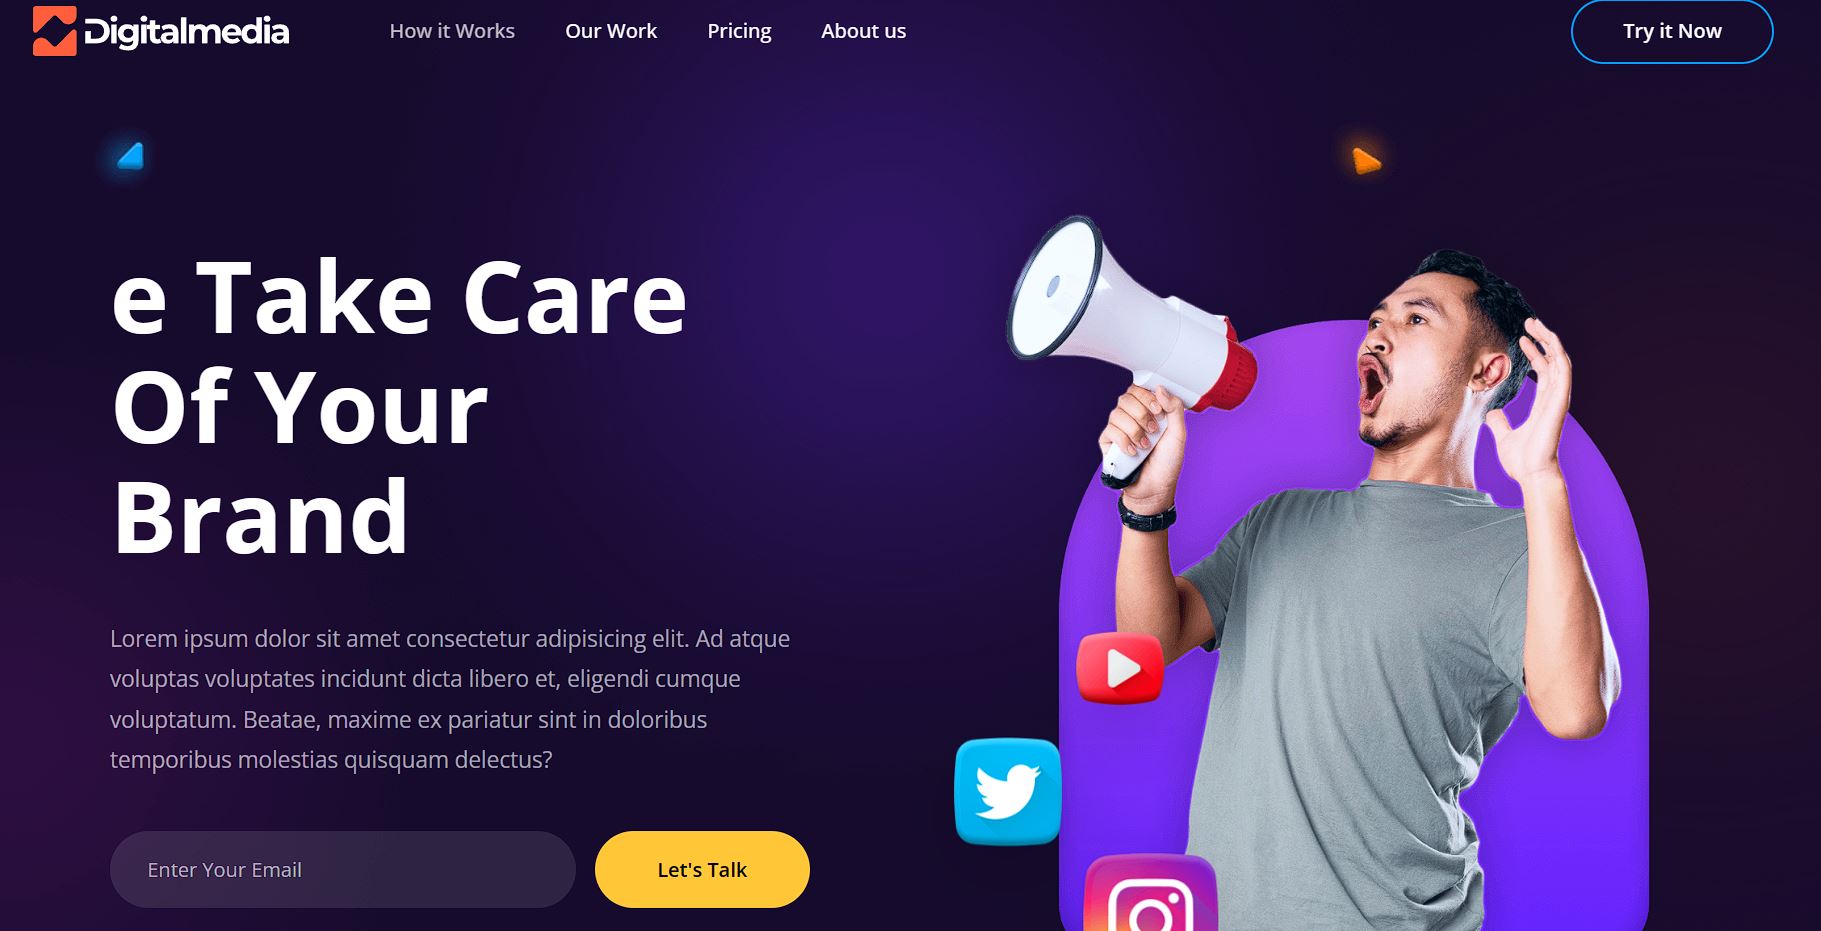 Digitalmedia
How it Works
Our Work
Pricing
About us
Try it Now
e Take Care
Of Your
Brand
Lorem ipsum dolor sit amet consectetur adipisicing elit. Ad atque
voluptas voluptates incidunt dicta libero et, eligendi cumque
voluptatum. Beatae, maxime ex pariatur sint in doloribus
temporibus molestias quisquam delectus?
Enter Your Email
Let's Talk